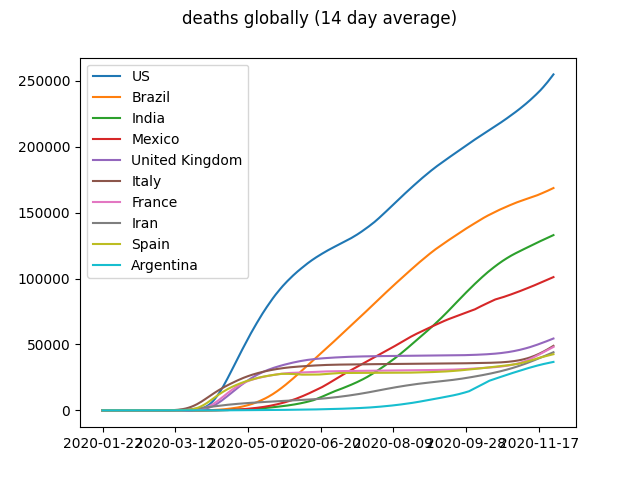 deaths globally (14 day average)
250000
200000
150000
100000
50000
0
US
Brazil
India
Mexico
United Kingdom
Italy
France
Iran
Spain
Argentina
2020-01-22 2020-03-12 2020-05-01 2020-06-20 2020-08-09 2020-09-28 2020-11-17